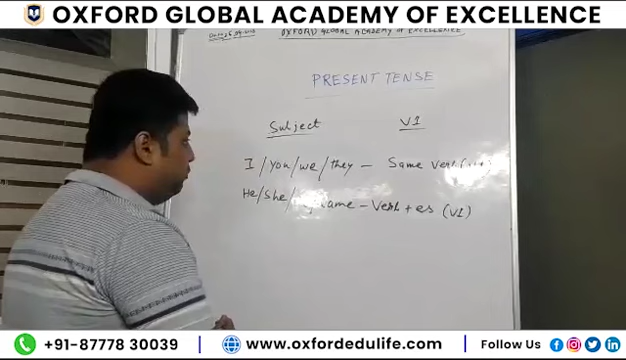 OXFORD GLOBAL ACADEMY OF EXCELLENCE
OXFORD GLOBAL ACADEMY OF EXCELLENCE
PRESENT TENSE
Subject V1
I/You/we/they – Same Verb
He/She/ name – Verb + es (V1)
+91-87778 30039 www.oxfordedulife.com Follow Us f in